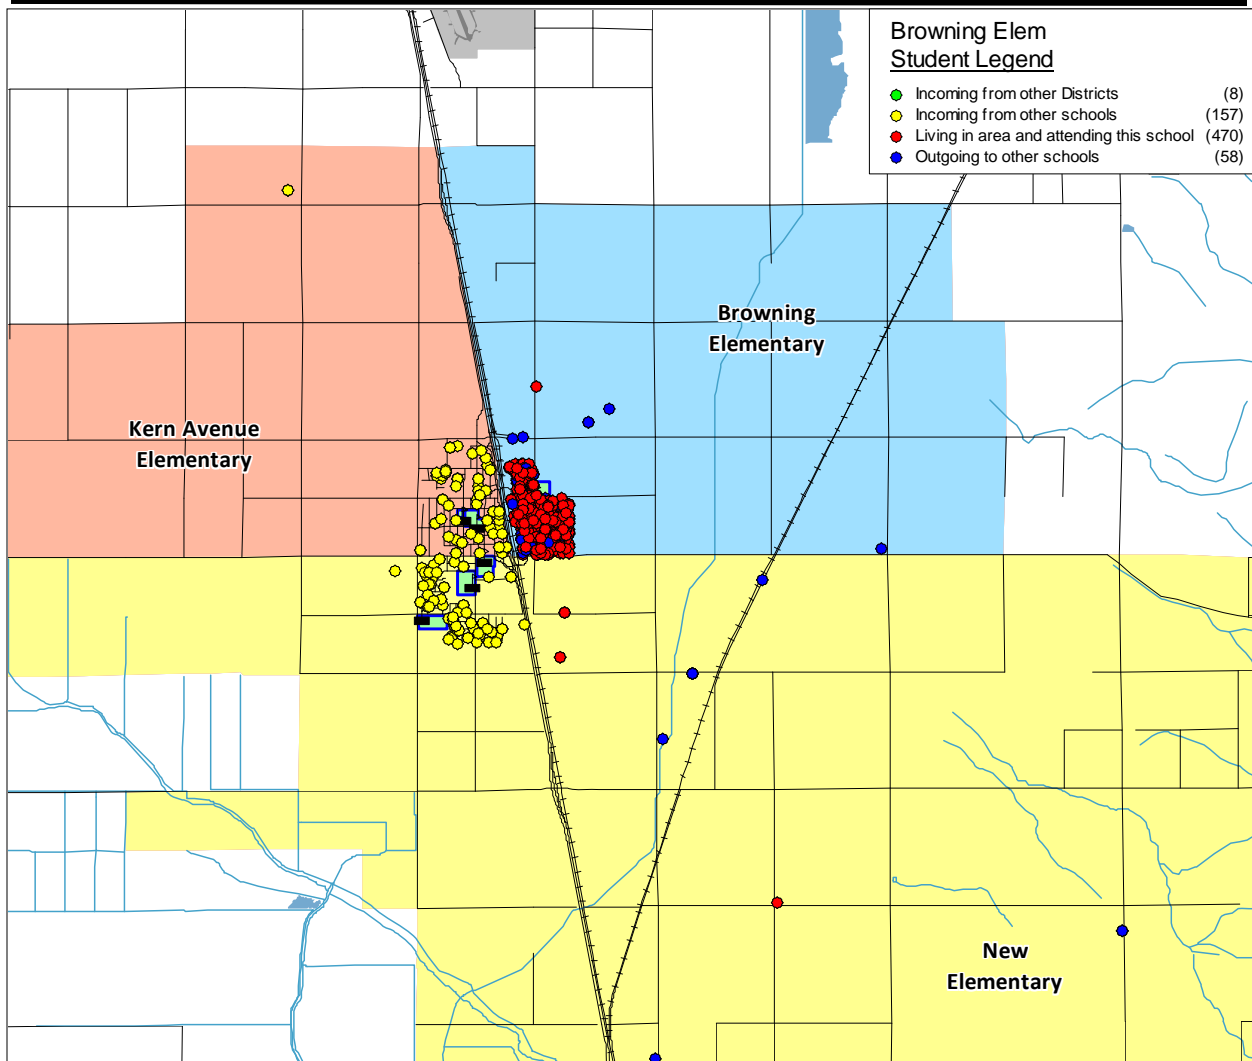 Browning Elem
Student Legend
Incoming from other Districts (8)
Incoming from other schools (157)
Living in area and attending this school (470)
Outgoing to other schools (58)
Browning
Elementary
Kern Avenue
Elementary
New
Elementary